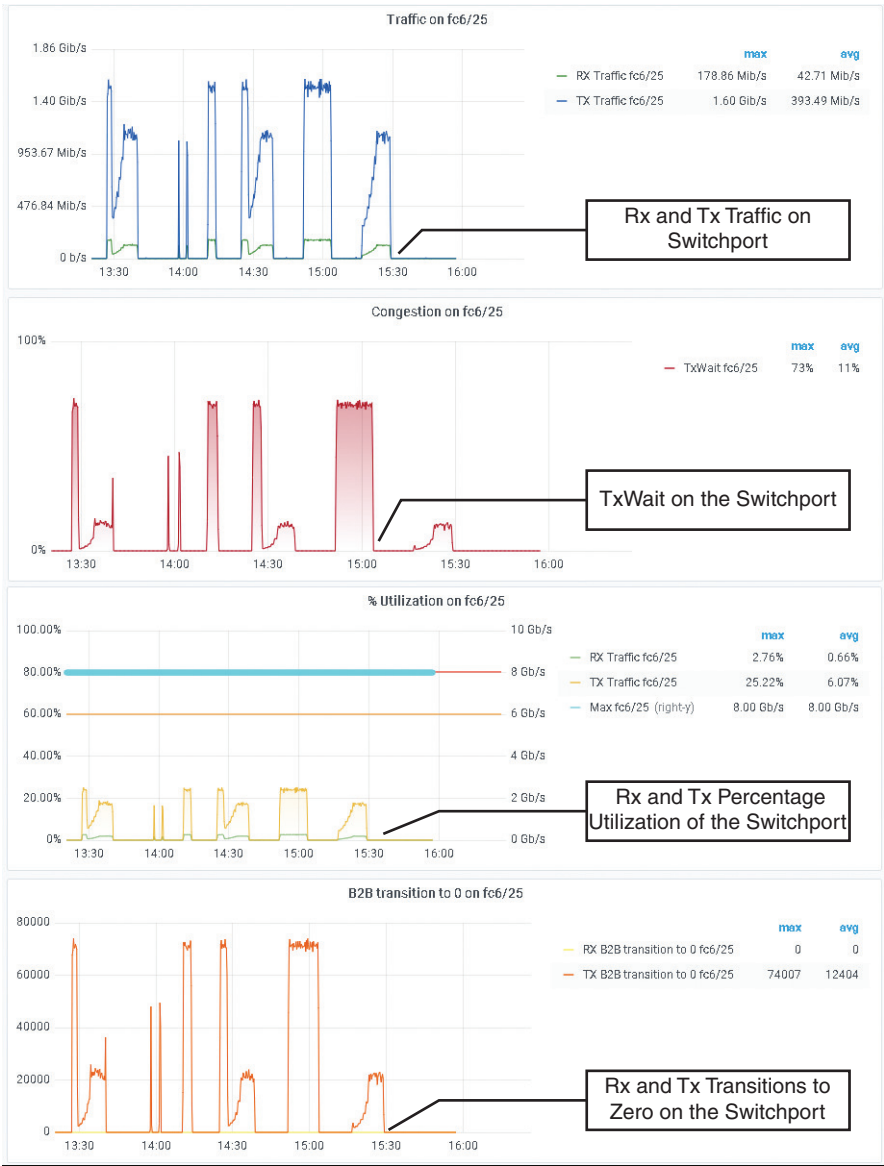 Traffic on fc6/25
1.86 Gib/s
1.40 Gib/s
953.67 Mib/s
476.84 Mib/s
0 b/s
13:30 14:00 14:30 15:00 15:30 16:00
max avg
RX Traffic fc6/25 178.86 Mib/s 42.71 Mib/s
TX Traffic fc6/25 1.60 Gib/s 393.49 Mib/s
Rx and Tx Traffic on
Switchport
Congestion on fc6/25
100%
50%
0%
13:30 14:00 14:30 15:00 15:30 16:00
max avg
TxWait fc6/25 73% 11%
TxWait on the Switchport
% Utilization on fc6/25
100.00% 10 Gb/s
80.00% 8 Gb/s
60.00% 6 Gb/s
40.00% 4 Gb/s
20.00% 2 Gb/s
0% 0 Gb/s
13:30 14:00 14:30 15:00 15:30 16:00
max avg
RX Traffic fc6/25 2.76% 0.66%
TX Traffic fc6/25 25.22% 6.07%
Max fc6/25 (right-y) 8.00 Gb/s 8.00 Gb/s
Rx and Tx Percentage
Utilization of the Switchport
B2B transition to 0 on fc6/25
80000
60000
40000
20000
0
13:30 14:00 14:30 15:00 15:30 16:00
max avg
RX B2B transition to 0 fc6/25 0 0
TX B2B transition to 0 fc6/25 74007 12404
Rx and Tx Transitions to
Zero on the Switchport